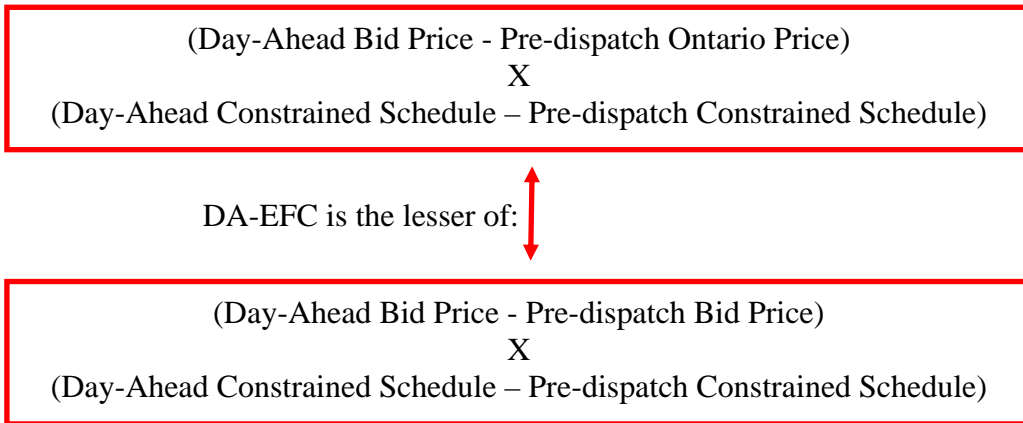 (Day-Ahead Bid Price - Pre-dispatch Ontario Price)
X
(Day-Ahead Constrained Schedule – Pre-dispatch Constrained Schedule)
DA-EFC is the lesser of:
(Day-Ahead Bid Price - Pre-dispatch Bid Price)
X
(Day-Ahead Constrained Schedule – Pre-dispatch Constrained Schedule)